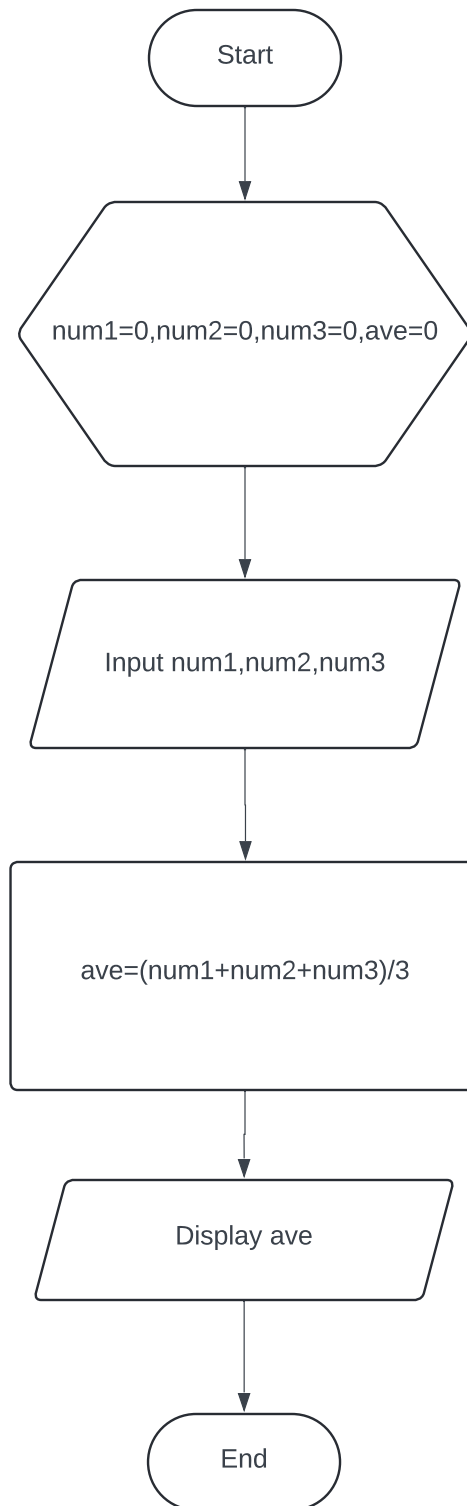 Start
num1=0,num2=0,num3=0,ave=0
Input num1,num2,num3
ave=(num1+num2+num3)/3
Display ave
End